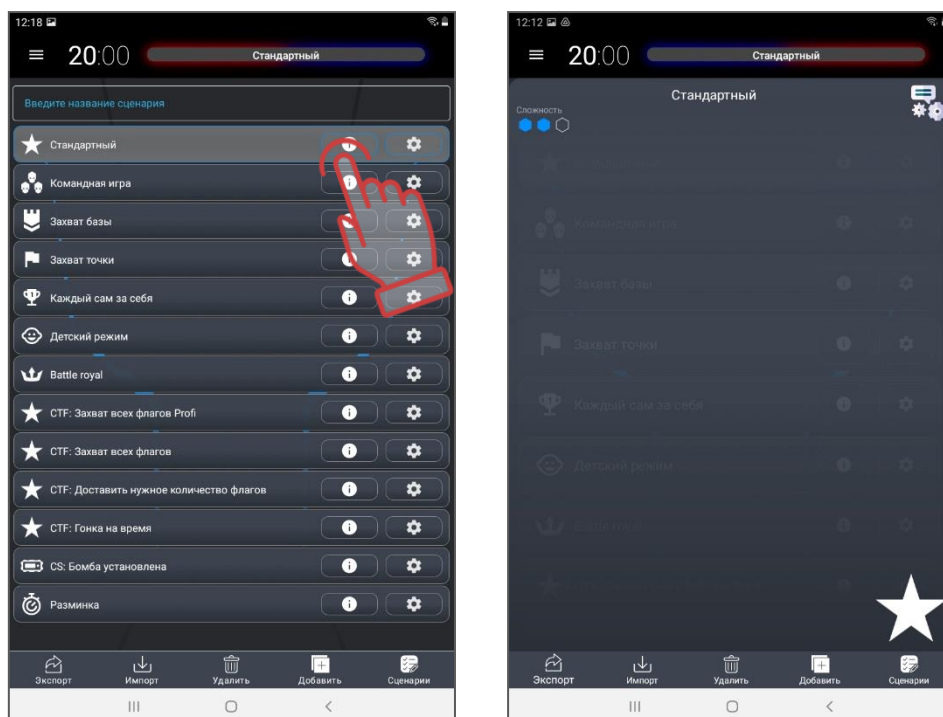 12:18
20:00
Стандартный
Введите название сценария
Стандартный
Командная игра
Захват базы
Захват точки
Каждый сам за себя
Детский режим
Battle royal
CTF: Захват всех флагов Profi
CTF: Захват всех флагов
CTF: Доставить нужное количество флагов
CTF: Гонка на время
CS: Бомба установлена
Разминка
Экспорт
Импорт
Удалить
Добавить
Сценарии
12:12
20:00
Стандартный
Стандартный
Сложность
Командная игра
Захват базы
Захват точки
Каждый сам за себя
Детский режим
Battle royal
Экспорт
Импорт
Удалить
Добавить
Сценарии